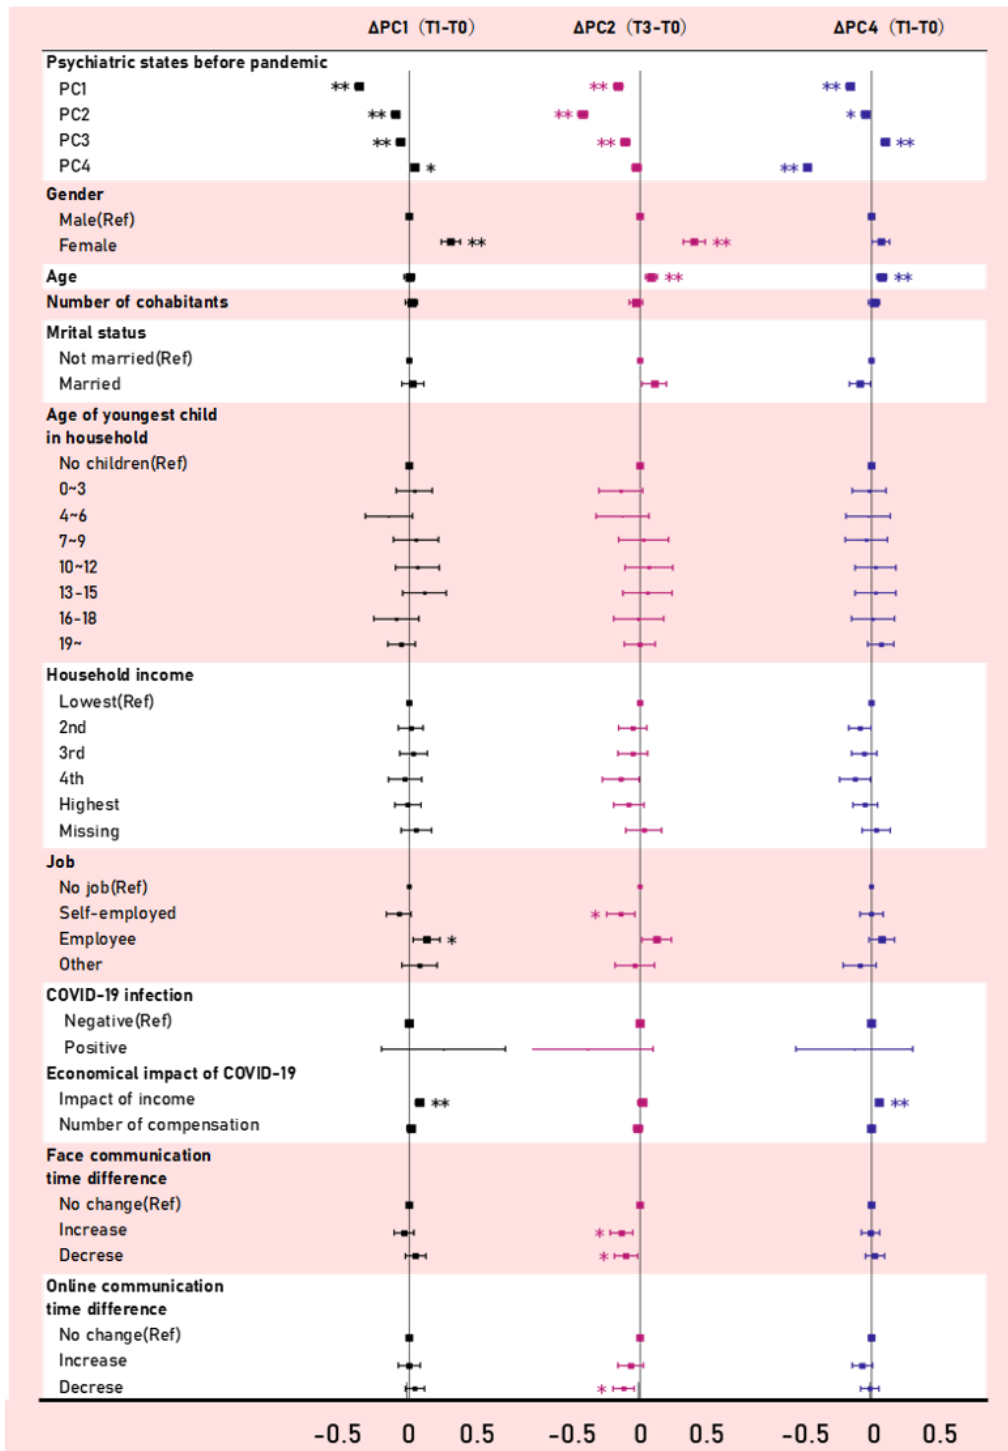 ΔPC1 (T1-T0) ΔPC2 (T3-T0) ΔPC4 (T1-T0)
Psychiatric states before pandemic
PC1 ** ** **
PC2 ** ** *
PC3 ** ** **
PC4 * **
Gender
Male(Ref)
Female ** **
Age ** **
Number of cohabitants
Mrital status
Not married(Ref)
Married
Age of youngest child
in household
No children(Ref)
0~3
4~6
7~9
10~12
13-15
16-18
19~
Household income
Lowest(Ref)
2nd
3rd
4th
Highest
Missing
Job
No job(Ref)
Self-employed *
Employee *
Other
COVID-19 infection
Negative(Ref)
Positive
Economical impact of COVID-19
Impact of income ** **
Number of compensation
Face communication
time difference
No change(Ref)
Increase *
Decrese *
Online communication
time difference
No change(Ref)
Increase
Decrese *
-0.5 0 0.5 -0.5 0 0.5 -0.5 0 0.5